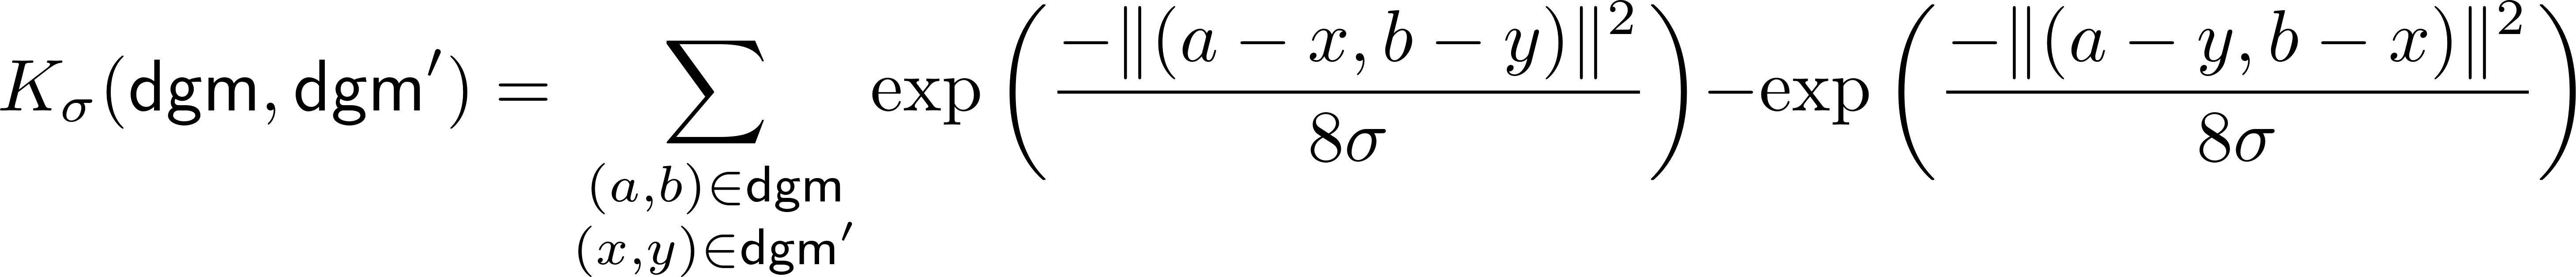 K_σ(dgm, dgm′) = ∑ exp(−‖(a − x, b − y)‖² / 8σ) − exp(−‖(a − y, b − x)‖² / 8σ)
(a,b)∈dgm
(x,y)∈dgm′